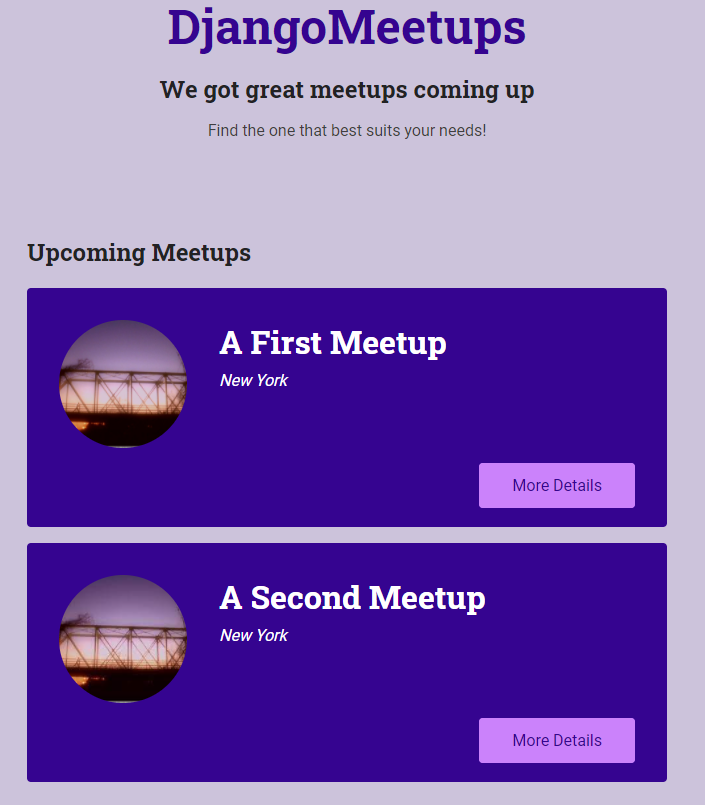 DjangoMeetups
We got great meetups coming up
Find the one that best suits your needs!
Upcoming Meetups
A First Meetup
New York
More Details
A Second Meetup
New York
More Details